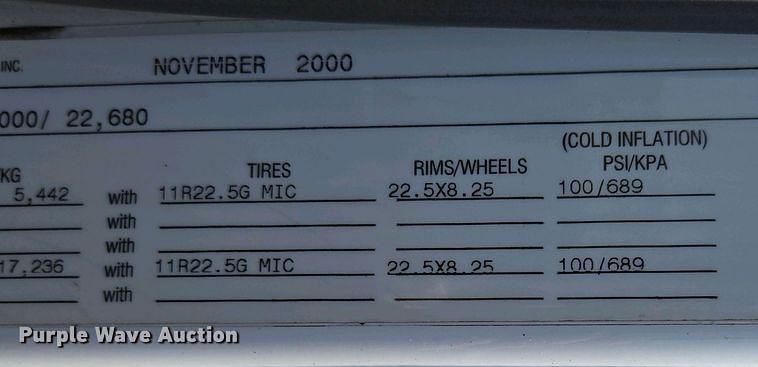 INC. NOVEMBER 2000
000/ 22,680
(COLD INFLATION)
KG TIRES RIMS/WHEELS PSI/KPA
5,442 with 11R22.5G MIC 22.5X8.25 100/689
with
with
17,236 with 11R22.5G MIC 22.5X8.25 100/689
with
Purple Wave Auction